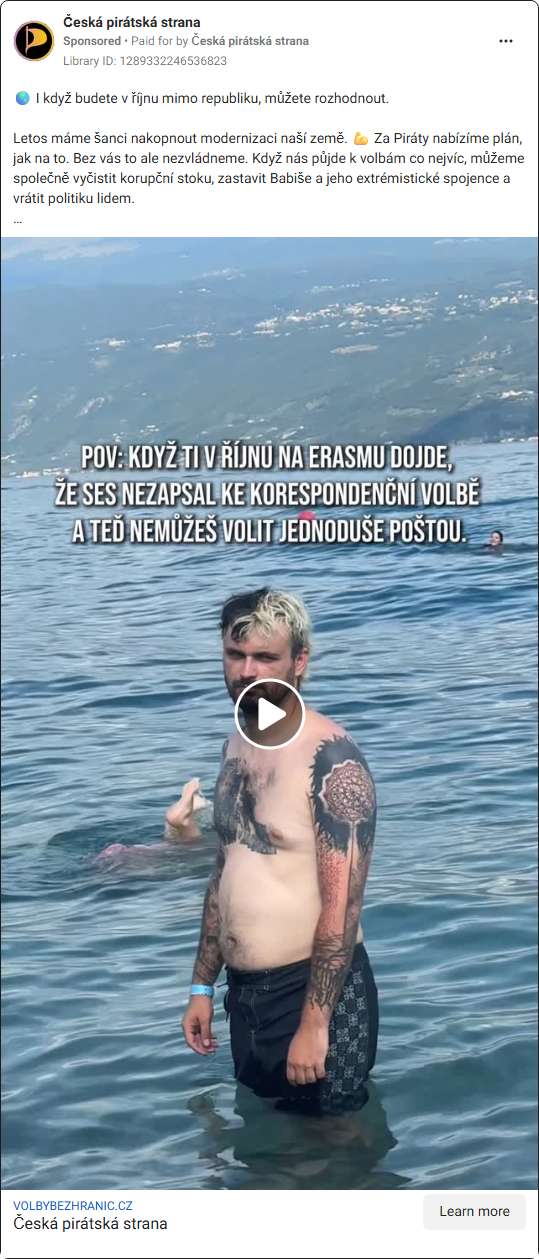 Česká pirátská strana
Sponsored • Paid for by Česká pirátská strana
Library ID: 1289332246536823
🌎 I když budete v říjnu mimo republiku, můžete rozhodnout.
Letos máme šanci nakopnout modernizaci naší země. 💪 Za Piráty nabízíme plán,
jak na to. Bez vás to ale nezvládneme. Když nás půjde k volbám co nejvíc, můžeme
společně vyčistit korupční stoku, zastavit Babiše a jeho extrémistické spojence a
vrátit politiku lidem.
...
POV: KDYŽ TI V ŘÍJNU NA ERASMU DOJDE,
ŽE SES NEZAPSAL KE KORESPONDENČNÍ VOLBĚ
A TEĎ NEMŮŽEŠ VOLIT JEDNODUŠE POŠTOU.
VOLBYBEZHRANIC.CZ
Česká pirátská strana
Learn more